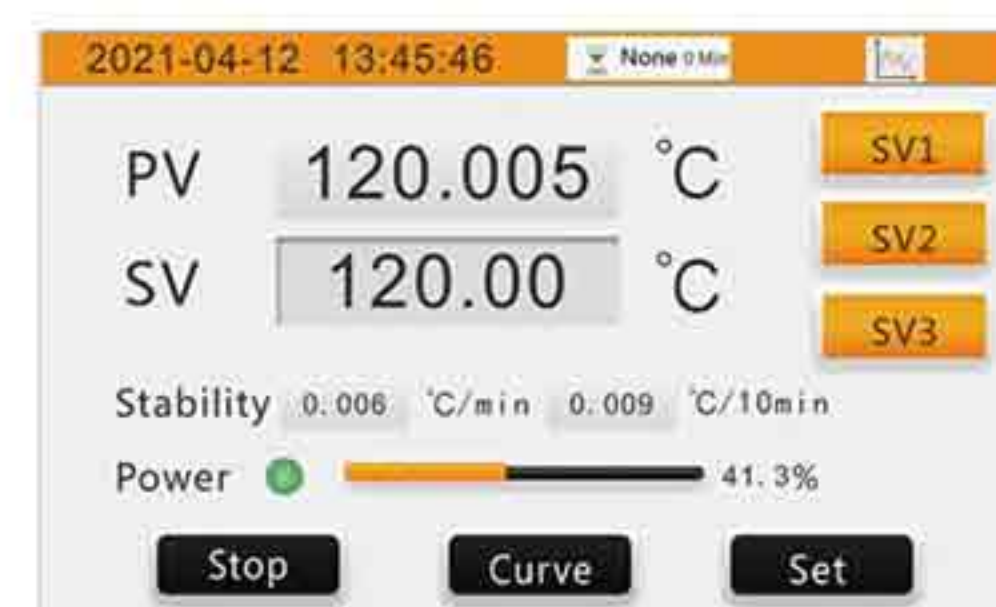 2021-04-12 13:45:46 None 0 Min
PV 120.005 °C
SV 120.00 °C
SV1
SV2
SV3
Stability 0.006 °C/min 0.009 °C/10min
Power 41.3%
Stop Curve Set